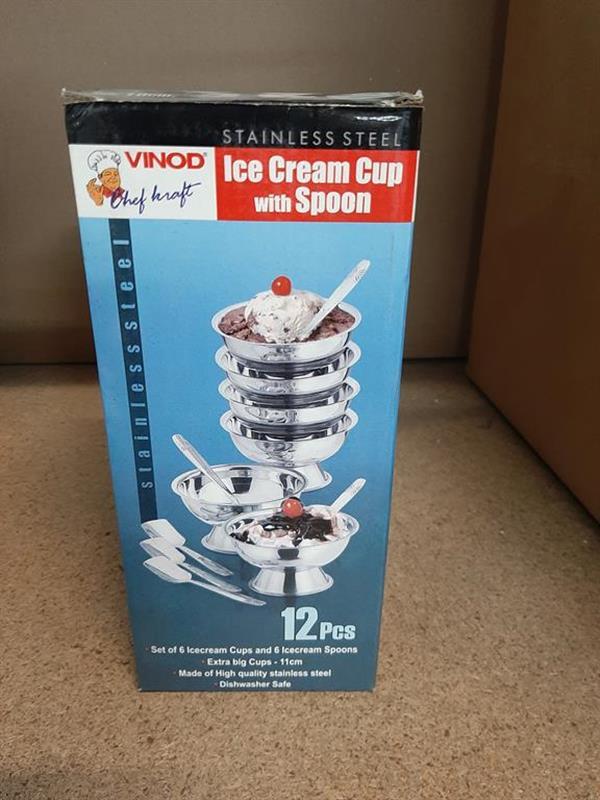 STAINLESS STEEL
VINOD®
Chef kraft
Ice Cream Cup
with Spoon
stainless steel
12 Pcs
Set of 6 Icecream Cups and 6 Icecream Spoons
Extra big Cups - 11cm
Made of High quality stainless steel
Dishwasher Safe